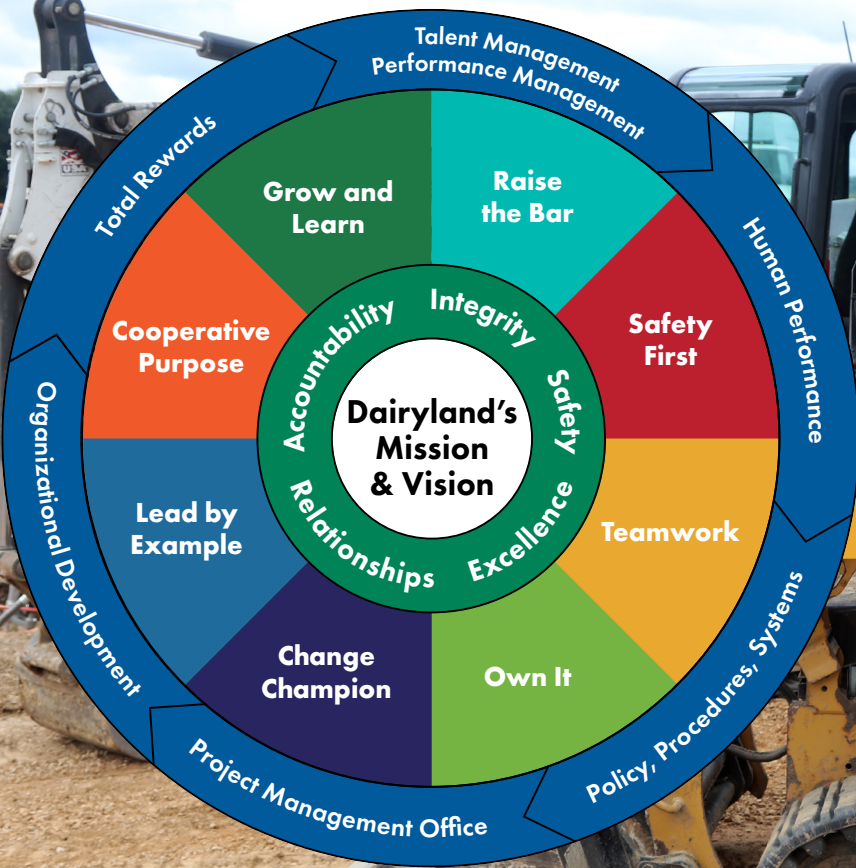 Talent Management
Performance Management
Human Performance
Policy, Procedures, Systems
Project Management Office
Organizational Development
Total Rewards
Raise
the Bar
Safety
First
Teamwork
Own It
Change
Champion
Lead by
Example
Cooperative
Purpose
Grow and
Learn
Integrity
Safety
Excellence
Relationships
Accountability
Dairyland's
Mission
& Vision
USA